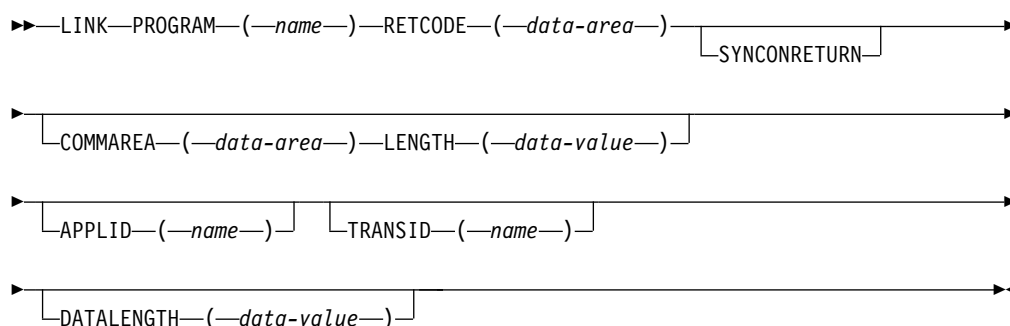 LINK PROGRAM (name) RETCODE (data-area)
SYNCONRETURN
COMMAREA (data-area) LENGTH (data-value)
APPLID (name) TRANSID (name)
DATALENGTH (data-value)